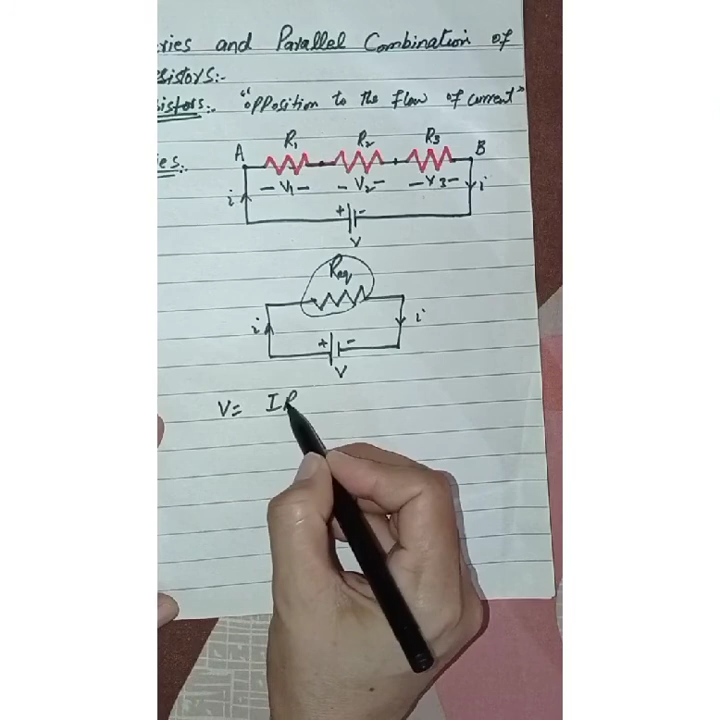 ries and Parallel Combination of
esistors:-
sistors:- "opposition to the flow of current"
ies:
R1 R2 R3
A B
- V1 - - V2 - - V3 -
i i
+ -
V
Req
i i
+ -
V
V = IR